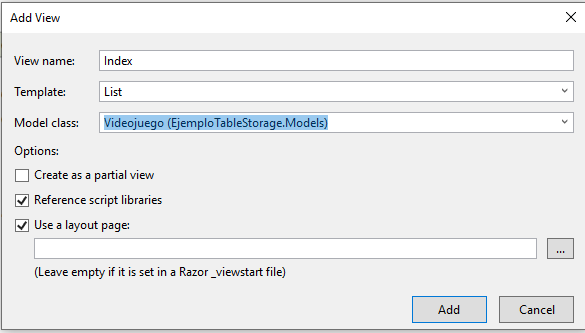 Add View
View name: Index
Template: List
Model class: Videojuego (EjemploTableStorage.Models)
Options:
Create as a partial view
Reference script libraries
Use a layout page:
...
(Leave empty if it is set in a Razor _viewstart file)
Add Cancel